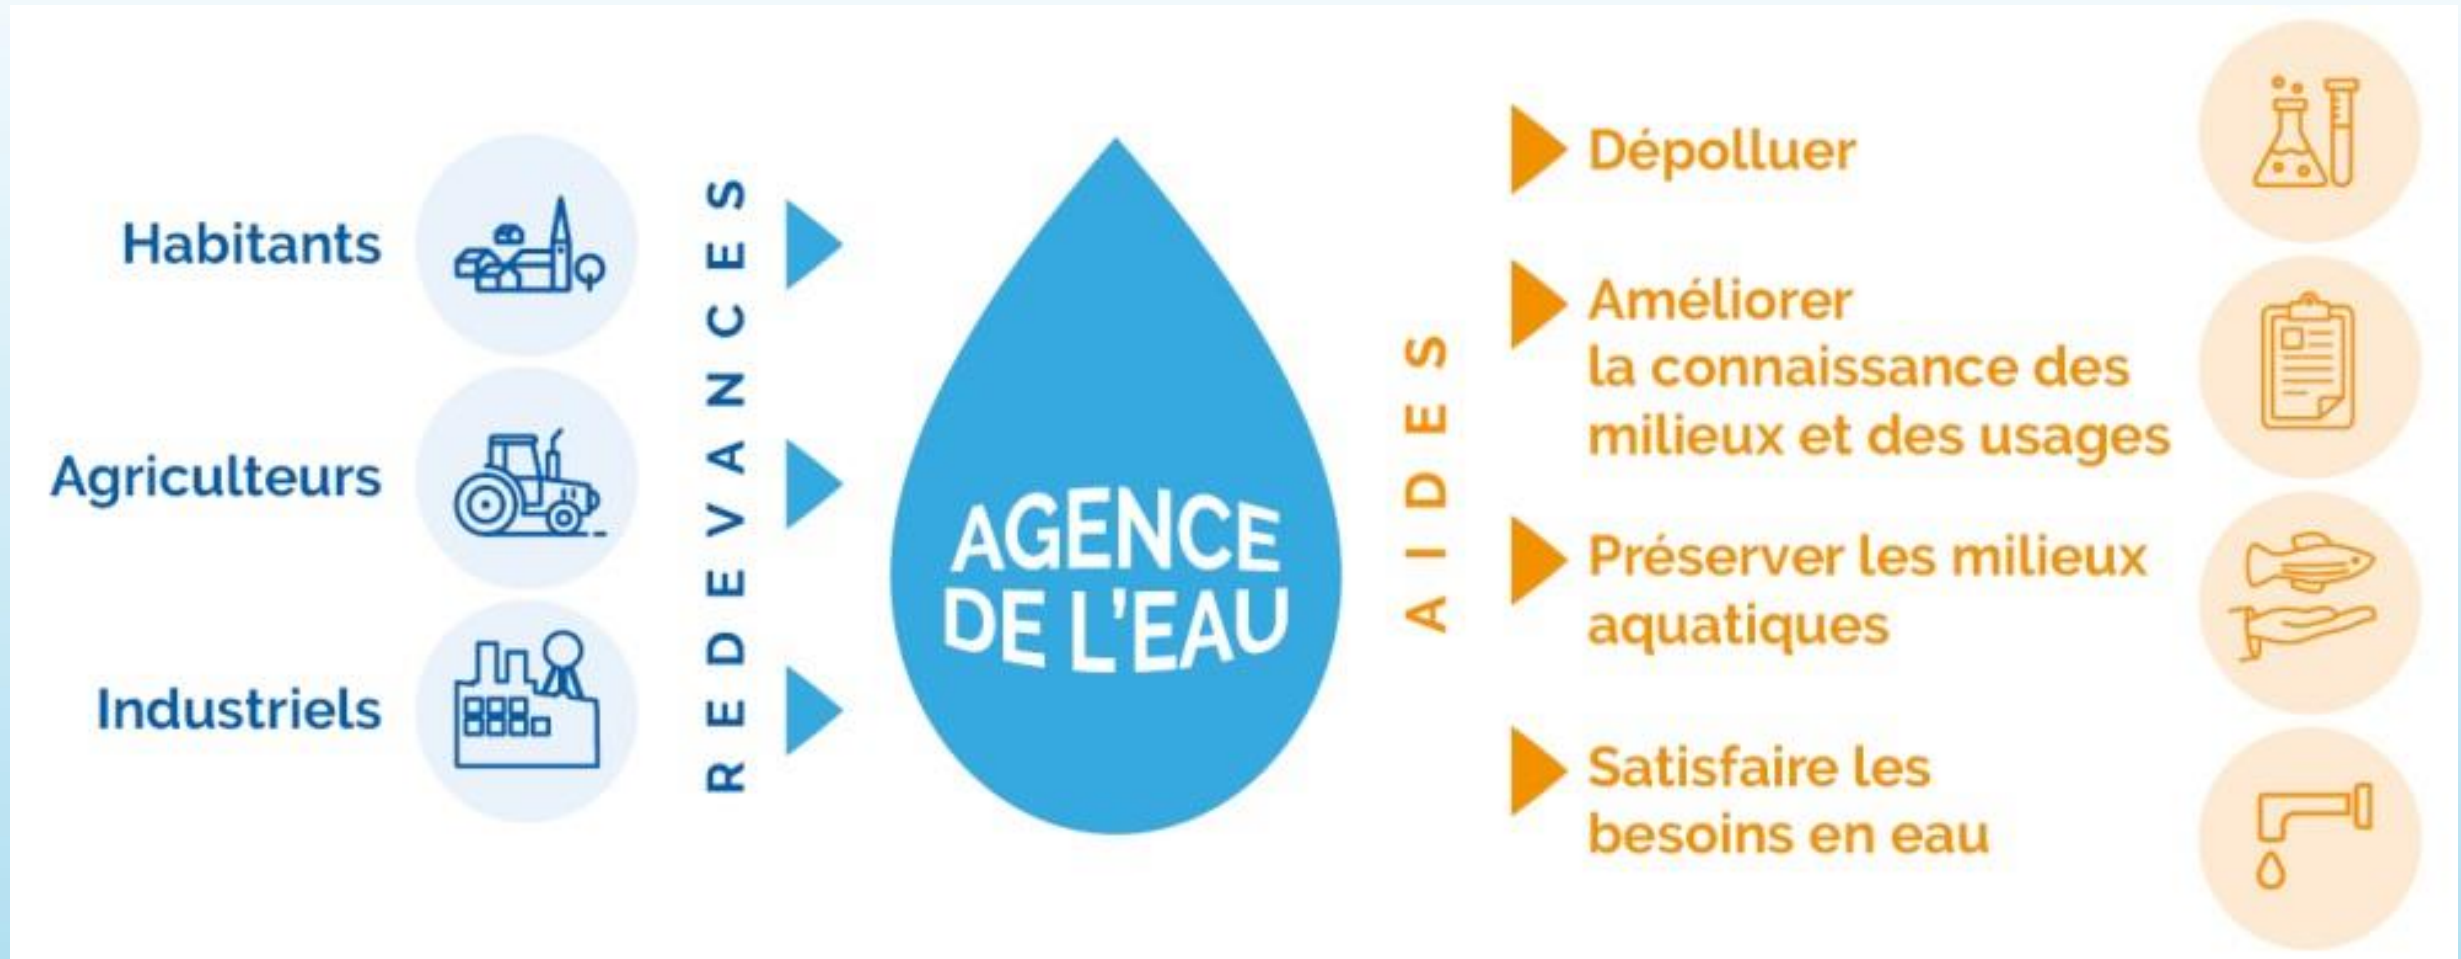 Habitants
Agriculteurs
Industriels
REDEVANCES
AGENCE
DE L'EAU
AIDES
Dépolluer
Améliorer
la connaissance des
milieux et des usages
Préserver les milieux
aquatiques
Satisfaire les
besoins en eau